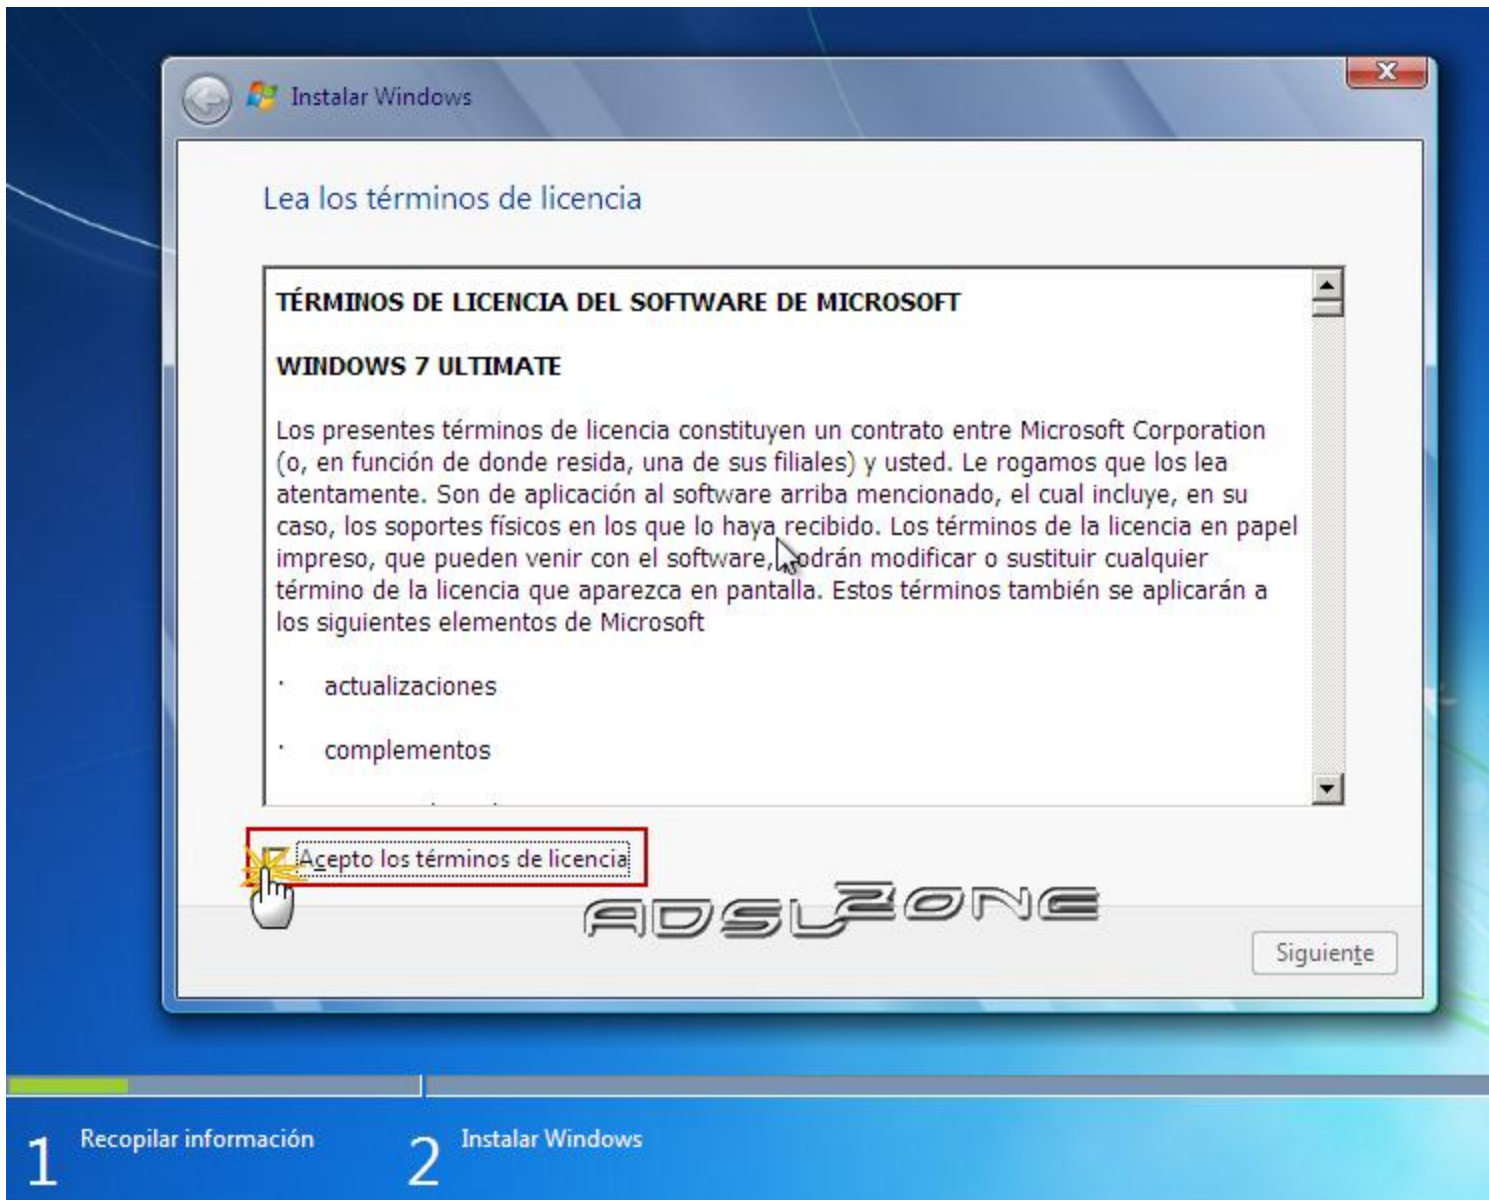 Instalar Windows
Lea los términos de licencia
TÉRMINOS DE LICENCIA DEL SOFTWARE DE MICROSOFT
WINDOWS 7 ULTIMATE
Los presentes términos de licencia constituyen un contrato entre Microsoft Corporation
(o, en función de donde resida, una de sus filiales) y usted. Le rogamos que los lea
atentamente. Son de aplicación al software arriba mencionado, el cual incluye, en su
caso, los soportes físicos en los que lo haya recibido. Los términos de la licencia en papel
impreso, que pueden venir con el software, podrán modificar o sustituir cualquier
término de la licencia que aparezca en pantalla. Estos términos también se aplicarán a
los siguientes elementos de Microsoft
· actualizaciones
· complementos
Acepto los términos de licencia
ADSLZONE
Siguiente
1 Recopilar información
2 Instalar Windows